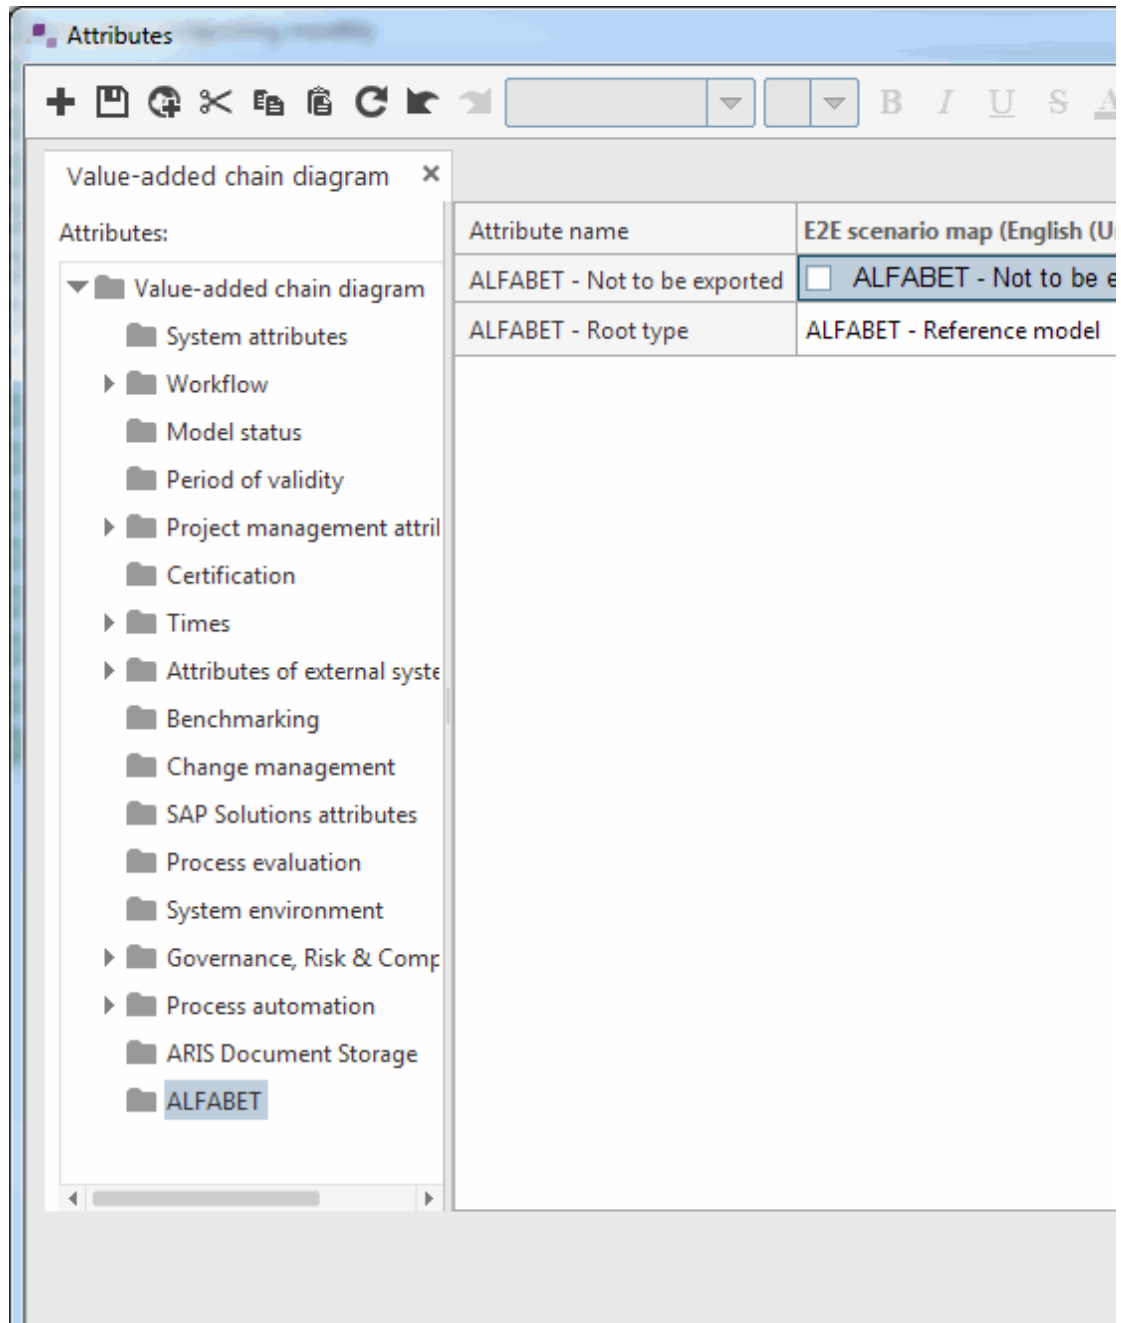 Attributes
B I U S A
Value-added chain diagram
Attributes:
Attribute name E2E scenario map (English (U
ALFABET - Not to be exported ALFABET - Not to be e
ALFABET - Root type ALFABET - Reference model
Value-added chain diagram
System attributes
Workflow
Model status
Period of validity
Project management attril
Certification
Times
Attributes of external syste
Benchmarking
Change management
SAP Solutions attributes
Process evaluation
System environment
Governance, Risk & Comp
Process automation
ARIS Document Storage
ALFABET